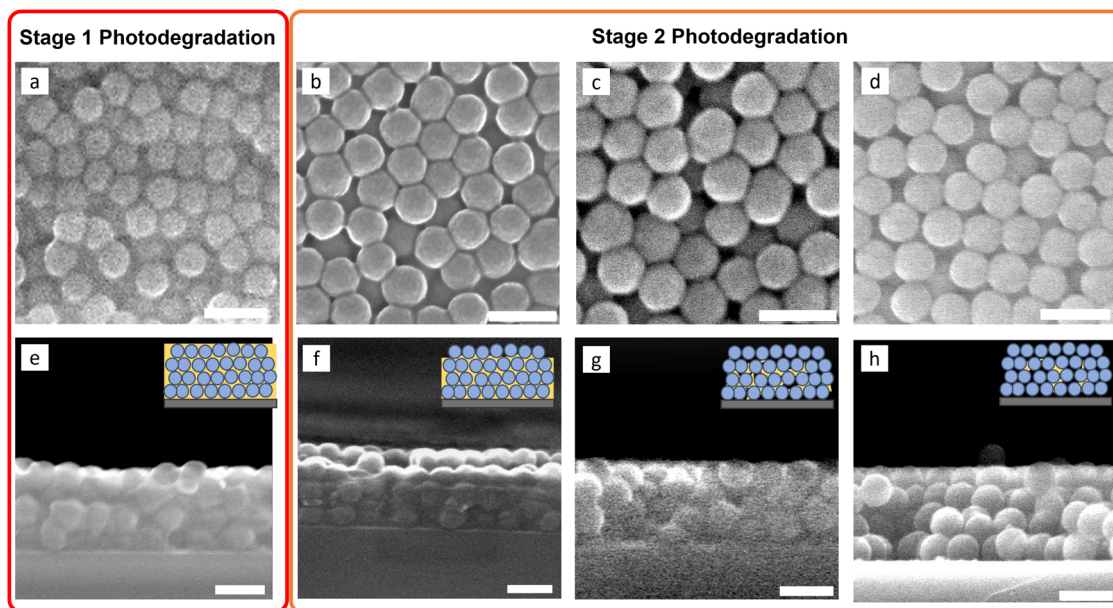 Stage 1 Photodegradation
Stage 2 Photodegradation
a
b
c
d
e
f
g
h